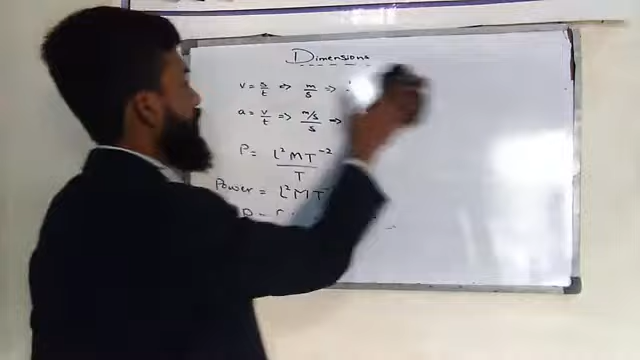 Dimensions
v = s/t ⇒ m/s ⇒
a = v/t ⇒ m/s/s ⇒
P = L²MT⁻²/T
Power = L²MT